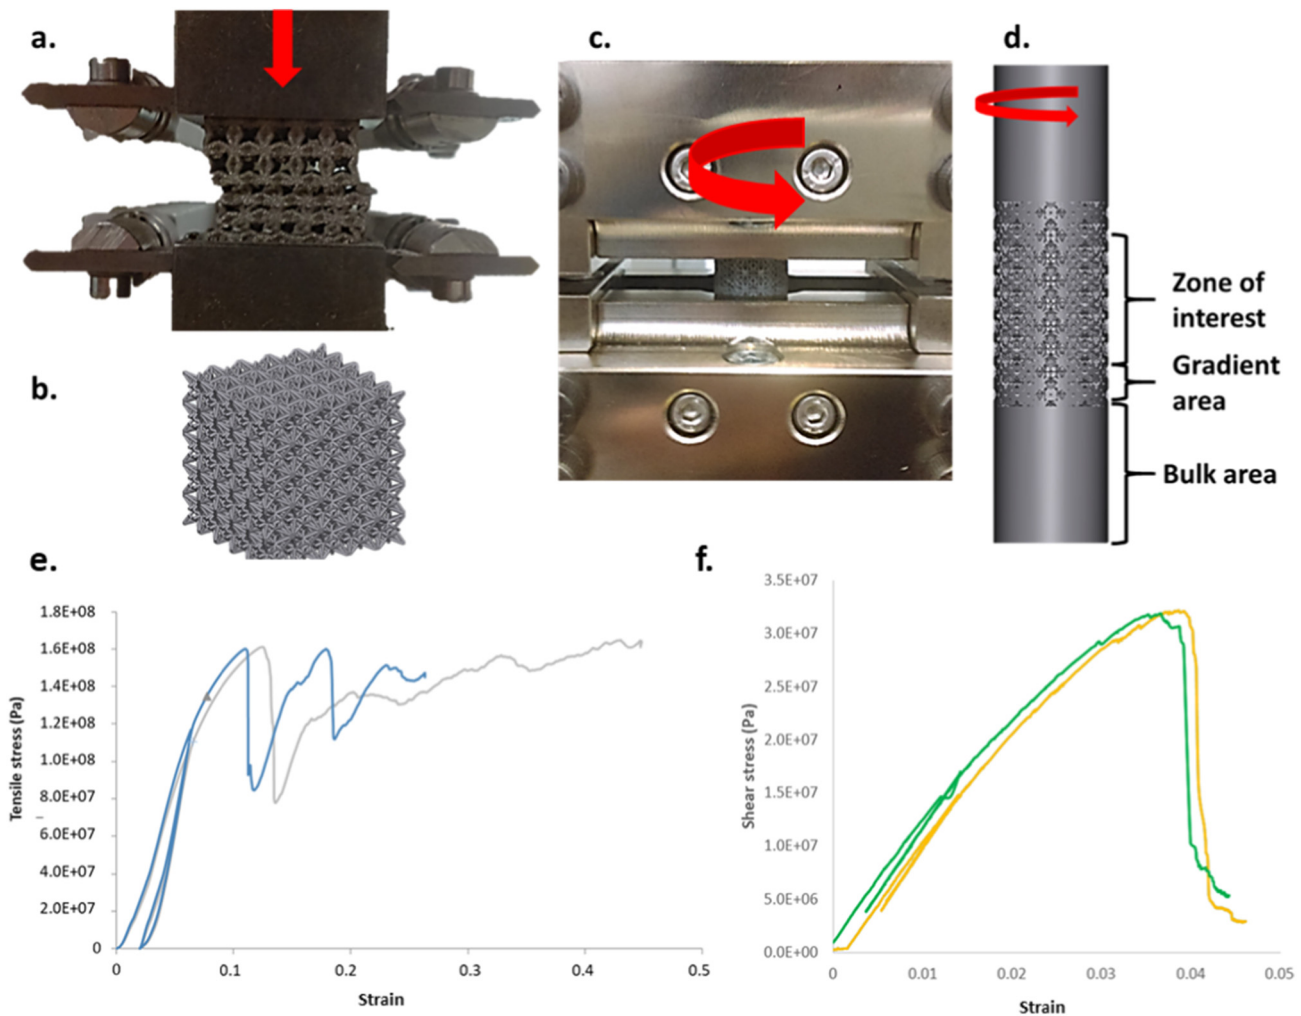 a.
c.
d.
Zone of
interest
Gradient
area
Bulk area
b.
e.
f.
1.8E+08
1.6E+08
1.4E+08
1.2E+08
1.0E+08
8.0E+07
6.0E+07
4.0E+07
2.0E+07
0
Tensile stress (Pa)
0
0.1
0.2
0.3
0.4
0.5
Strain
3.5E+07
3.0E+07
2.5E+07
2.0E+07
1.5E+07
1.0E+07
5.0E+06
0.0E+00
Shear stress (Pa)
0
0.01
0.02
0.03
0.04
0.05
Strain